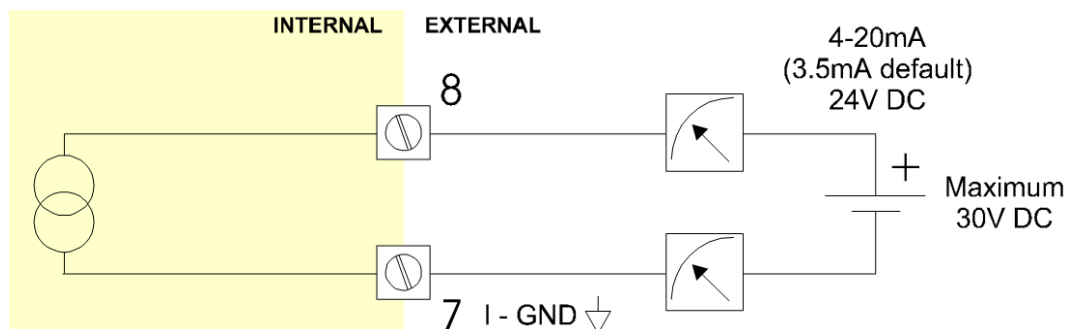 INTERNAL EXTERNAL
8
4-20mA
(3.5mA default)
24V DC
+
Maximum
30V DC
7 I - GND